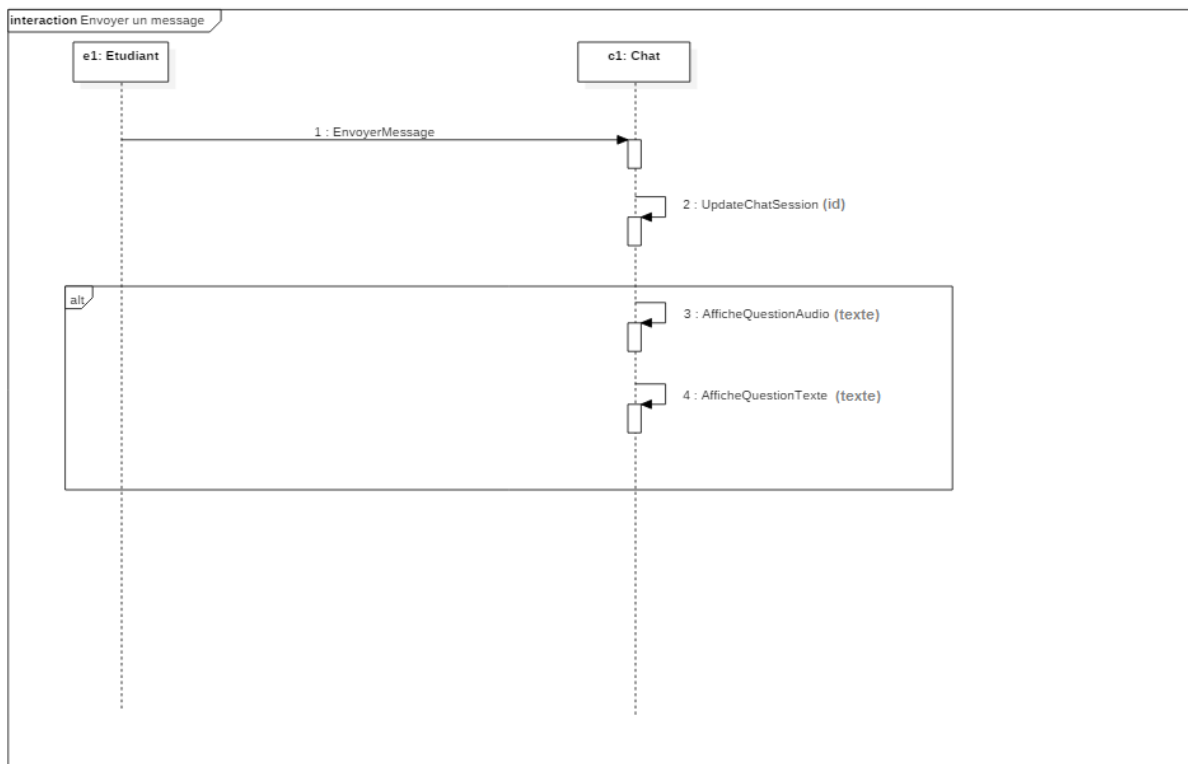 interaction Envoyer un message
e1: Etudiant
c1: Chat
1 : EnvoyerMessage
2 : UpdateChatSession (id)
alt
3 : AfficheQuestionAudio (texte)
4 : AfficheQuestionTexte (texte)